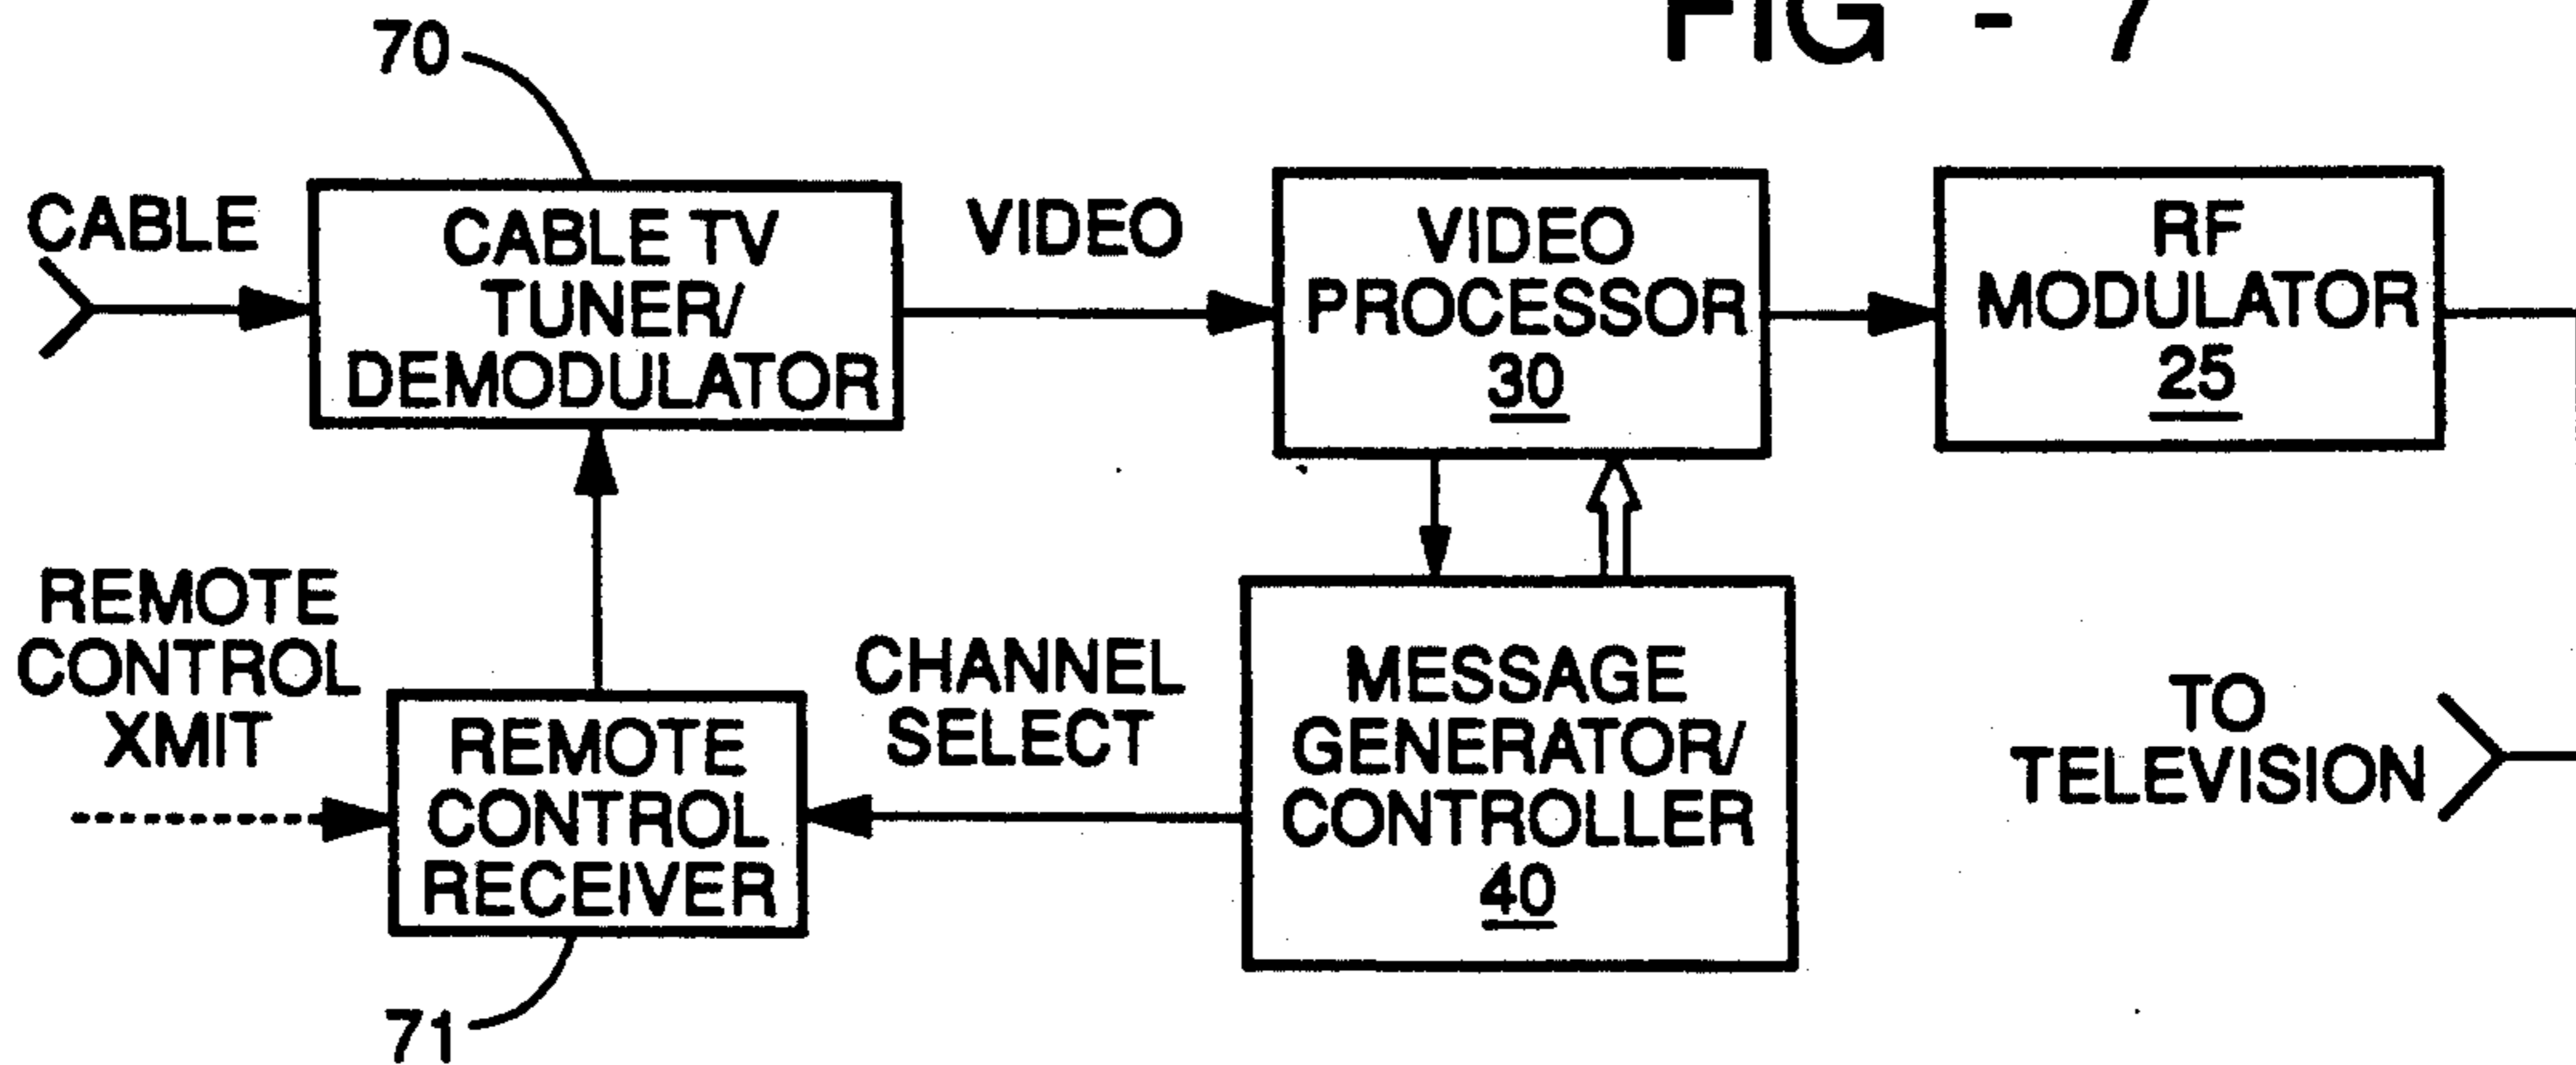 FIG - 7
70
CABLE
CABLE TV
TUNER/
DEMODULATOR
VIDEO
VIDEO
PROCESSOR
30
RF
MODULATOR
25
REMOTE
CONTROL
XMIT
REMOTE
CONTROL
RECEIVER
71
CHANNEL
SELECT
MESSAGE
GENERATOR/
CONTROLLER
40
TO
TELEVISION